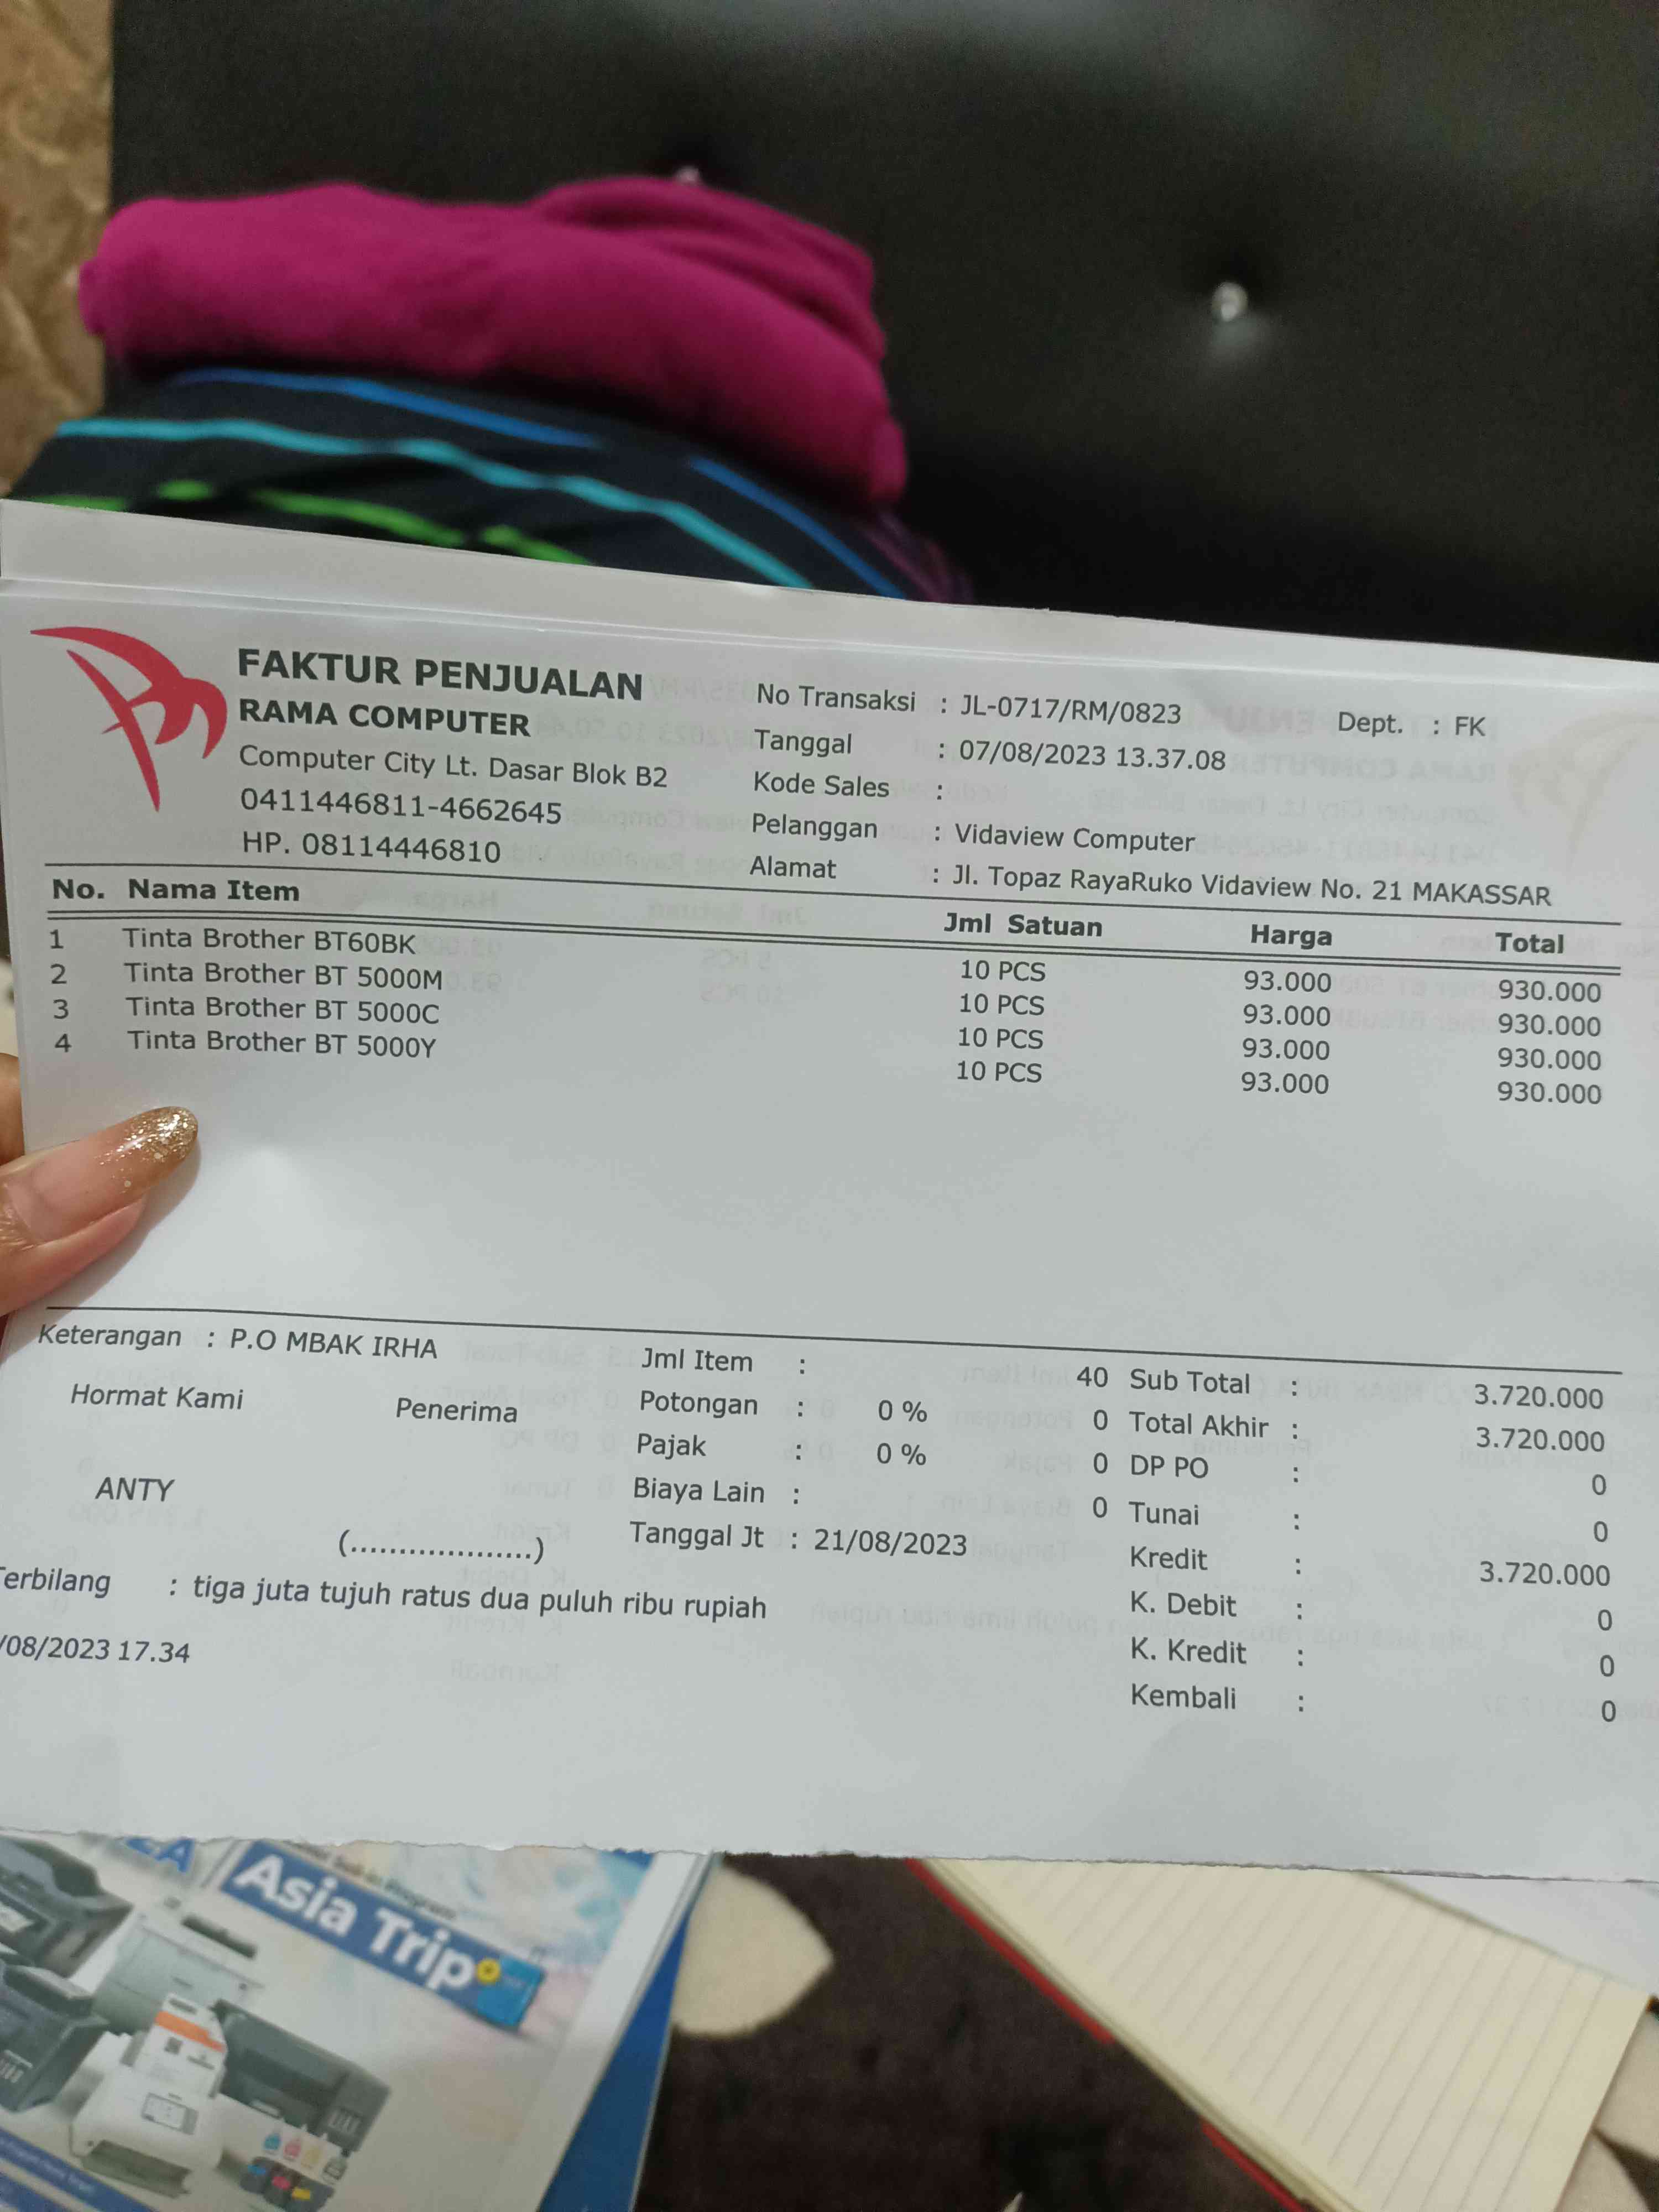 FAKTUR PENJUALAN
RAMA COMPUTER
Computer City Lt. Dasar Blok B2
0411446811-4662645
HP. 08114446810
No Transaksi : JL-0717/RM/0823 Dept. : FK
Tanggal : 07/08/2023 13.37.08
Kode Sales :
Pelanggan : Vidaview Computer
Alamat : Jl. Topaz RayaRuko Vidaview No. 21 MAKASSAR
No. Nama Item Jml Satuan Harga Total
1 Tinta Brother BT60BK 10 PCS 93.000 930.000
2 Tinta Brother BT 5000M 10 PCS 93.000 930.000
3 Tinta Brother BT 5000C 10 PCS 93.000 930.000
4 Tinta Brother BT 5000Y 10 PCS 93.000 930.000
Keterangan : P.O MBAK IRHA
Hormat Kami Penerima
ANTY
(....................)
Jml Item : 40
Potongan : 0 % 0
Pajak : 0 % 0
Biaya Lain : 0
Tanggal Jt : 21/08/2023
Sub Total : 3.720.000
Total Akhir : 3.720.000
DP PO : 0
Tunai : 0
Kredit : 3.720.000
K. Debit : 0
K. Kredit : 0
Kembali : 0
Terbilang : tiga juta tujuh ratus dua puluh ribu rupiah
/08/2023 17.34
Asia Trip